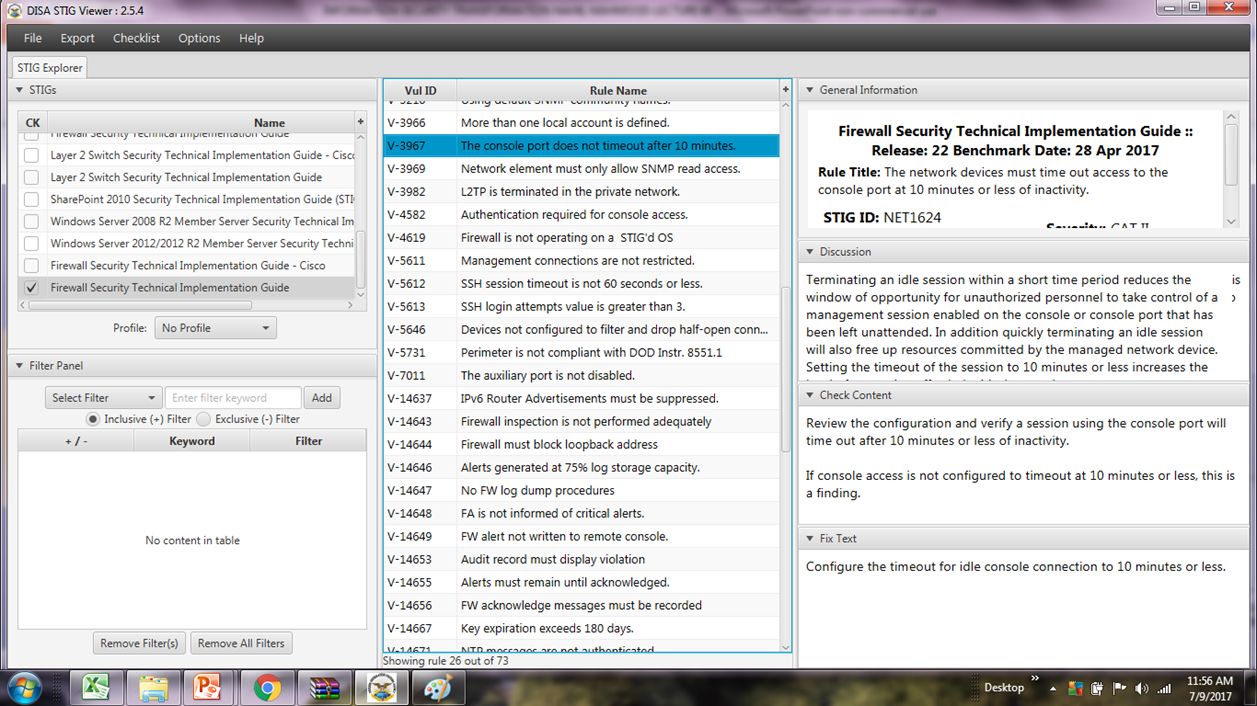 DISA STIG Viewer : 2.5.4
File Export Checklist Options Help
STIG Explorer
STIGs
CK Name
Firewall Security Technical Implementation Guide
Layer 2 Switch Security Technical Implementation Guide - Cisco
Layer 2 Switch Security Technical Implementation Guide
SharePoint 2010 Security Technical Implementation Guide (STI
Windows Server 2008 R2 Member Server Security Technical Im
Windows Server 2012/2012 R2 Member Server Security Techni
Firewall Security Technical Implementation Guide - Cisco
Firewall Security Technical Implementation Guide
Profile: No Profile
Filter Panel
Select Filter Enter filter keyword Add
Inclusive (+) Filter Exclusive (-) Filter
+ / - Keyword Filter
No content in table
Remove Filter(s) Remove All Filters
Vul ID Rule Name +
V-3210 Using default SNMP community names.
V-3966 More than one local account is defined.
V-3967 The console port does not timeout after 10 minutes.
V-3969 Network element must only allow SNMP read access.
V-3982 L2TP is terminated in the private network.
V-4582 Authentication required for console access.
V-4619 Firewall is not operating on a STIG'd OS
V-5611 Management connections are not restricted.
V-5612 SSH session timeout is not 60 seconds or less.
V-5613 SSH login attempts value is greater than 3.
V-5646 Devices not configured to filter and drop half-open conn...
V-5731 Perimeter is not compliant with DOD Instr. 8551.1
V-7011 The auxiliary port is not disabled.
V-14637 IPv6 Router Advertisements must be suppressed.
V-14643 Firewall inspection is not performed adequately
V-14644 Firewall must block loopback address
V-14646 Alerts generated at 75% log storage capacity.
V-14647 No FW log dump procedures
V-14648 FA is not informed of critical alerts.
V-14649 FW alert not written to remote console.
V-14653 Audit record must display violation
V-14655 Alerts must remain until acknowledged.
V-14656 FW acknowledge messages must be recorded
V-14667 Key expiration exceeds 180 days.
V-14671 NTP messages are not authenticated
Showing rule 26 out of 73
General Information
Firewall Security Technical Implementation Guide ::
Release: 22 Benchmark Date: 28 Apr 2017
Rule Title: The network devices must time out access to the
console port at 10 minutes or less of inactivity.
STIG ID: NET1624
Severity: CAT II
Discussion
Terminating an idle session within a short time period reduces the is
window of opportunity for unauthorized personnel to take control of a
management session enabled on the console or console port that has
been left unattended. In addition quickly terminating an idle session
will also free up resources committed by the managed network device.
Setting the timeout of the session to 10 minutes or less increases the
Check Content
Review the configuration and verify a session using the console port will
time out after 10 minutes or less of inactivity.
If console access is not configured to timeout at 10 minutes or less, this is
a finding.
Fix Text
Configure the timeout for idle console connection to 10 minutes or less.
Desktop
11:56 AM
7/9/2017